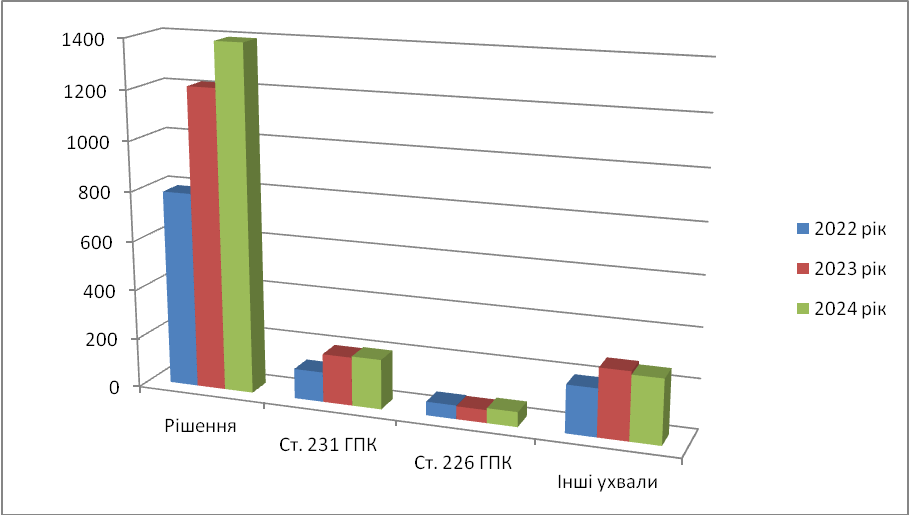 1400
1200
1000
800
600
400
200
0
Рішення
Ст. 231 ГПК
Ст. 226 ГПК
Інші ухвали
2022 рік
2023 рік
2024 рік